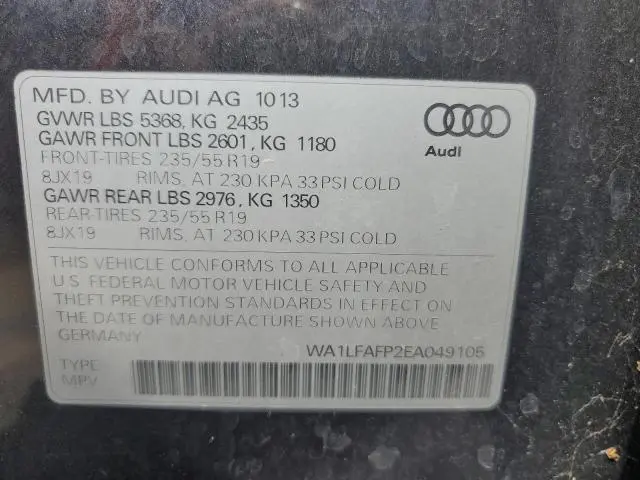 MFD. BY AUDI AG 10 13
GVWR LBS 5368, KG 2435
GAWR FRONT LBS 2601, KG 1180
FRONT-TIRES 235/55 R19
8JX19 RIMS, AT 230 KPA 33 PSI COLD
GAWR REAR LBS 2976, KG 1350
REAR-TIRES 235/55 R19
8JX19 RIMS, AT 230 KPA 33 PSI COLD
Audi
THIS VEHICLE CONFORMS TO ALL APPLICABLE
U.S. FEDERAL MOTOR VEHICLE SAFETY AND
THEFT PREVENTION STANDARDS IN EFFECT ON
THE DATE OF MANUFACTURE SHOWN ABOVE.
GERMANY
WA1LFAFP2EA049105
TYPE
MPV